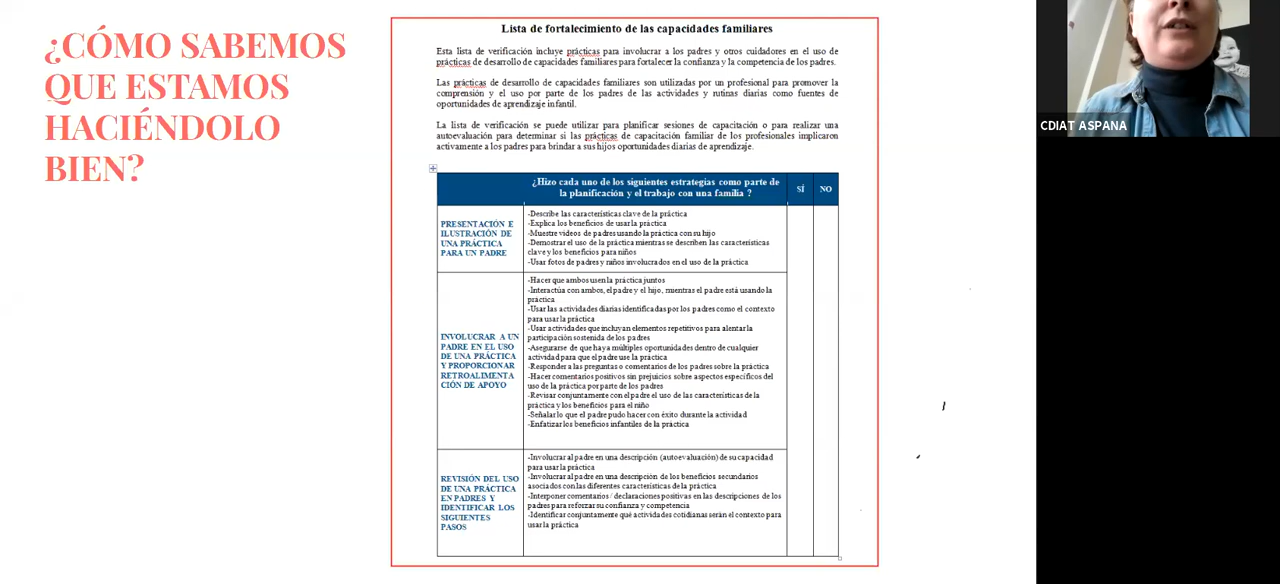 ¿CÓMO SABEMOS
QUE ESTAMOS
HACIÉNDOLO
BIEN?
Lista de fortalecimiento de las capacidades familiares
Esta lista de verificación incluye prácticas para involucrar a los padres y otros cuidadores en el uso de
prácticas de desarrollo de capacidades familiares para fortalecer la confianza y la competencia de los padres.
Las prácticas de desarrollo de capacidades familiares son utilizadas por un profesional para promover la
comprensión y el uso por parte de los padres de las actividades y rutinas diarias como fuentes de
oportunidades de aprendizaje infantil.
La lista de verificación se puede utilizar para planificar sesiones de capacitación o para realizar una
autoevaluación para determinar si las prácticas de capacitación familiar de los profesionales implicaron
activamente a los padres para brindar a sus hijos oportunidades diarias de aprendizaje.
¿Hizo cada uno de los siguientes estrategias como parte de
la planificación y el trabajo con una familia ?
SÍ
NO
PRESENTACIÓN E
ILUSTRACIÓN DE
UNA PRÁCTICA
PARA UN PADRE
-Describe las características clave de la práctica
-Explica los beneficios de usar la práctica
-Muestre videos de padres usando la práctica con su hijo
-Demostrar el uso de la práctica mientras se describen las características
clave y los beneficios para niños
-Usar fotos de padres y niños involucrados en el uso de la práctica
INVOLUCRAR A UN
PADRE EN EL USO
DE UNA PRÁCTICA
Y PROPORCIONAR
RETROALIMENTA
CIÓN DE APOYO
-Hacer que ambos usen la práctica juntos
-Interactúa con ambos, el padre y el hijo, mientras el padre está usando la
práctica
-Usar las actividades diarias identificadas por los padres como el contexto
para usar la práctica
-Usar actividades que incluyan elementos repetitivos para alentar la
participación sostenida de los padres
-Asegurarse de que haya múltiples oportunidades dentro de cualquier
actividad para que el padre use la práctica
-Responder a las preguntas o comentarios de los padres sobre la práctica
-Hacer comentarios positivos sin prejuicios sobre aspectos específicos del
uso de la práctica por parte de los padres
-Revisar conjuntamente con el padre el uso de las características de la
práctica y los beneficios para el niño
-Señalar lo que el padre pudo hacer con éxito durante la actividad
-Enfatizar los beneficios infantiles de la práctica
REVISIÓN DEL USO
DE UNA PRÁCTICA
EN PADRES Y
IDENTIFICAR LOS
SIGUIENTES
PASOS
-Involucrar al padre en una descripción (autoevaluación) de su capacidad
para usar la práctica
-Involucrar al padre en una descripción de los beneficios secundarios
asociados con las diferentes características de la práctica
-Interponer comentarios / declaraciones positivas en las descripciones de los
padres para reforzar su confianza y competencia
-Identificar conjuntamente qué actividades cotidianas serán el contexto para
usar la práctica
CDIAT ASPANA